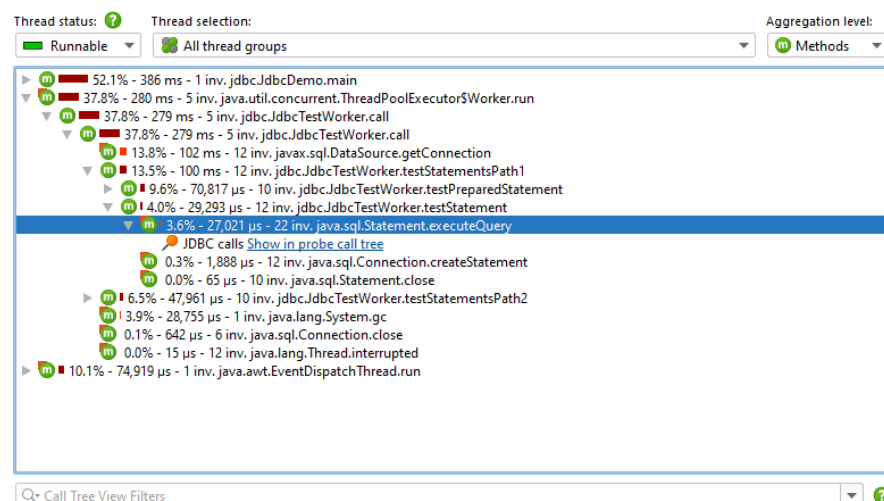 Thread status: ? Thread selection: Aggregation level:
Runnable All thread groups m Methods
m 52.1% - 386 ms - 1 inv. jdbc.JdbcDemo.main
m 37.8% - 280 ms - 5 inv. java.util.concurrent.ThreadPoolExecutor$Worker.run
m 37.8% - 279 ms - 5 inv. jdbc.JdbcTestWorker.call
m 37.8% - 279 ms - 5 inv. jdbc.JdbcTestWorker.call
m 13.8% - 102 ms - 12 inv. javax.sql.DataSource.getConnection
m 13.5% - 100 ms - 12 inv. jdbc.JdbcTestWorker.testStatementsPath1
m 9.6% - 70,817 µs - 10 inv. jdbc.JdbcTestWorker.testPreparedStatement
m 4.0% - 29,293 µs - 12 inv. jdbc.JdbcTestWorker.testStatement
m 3.6% - 27,021 µs - 22 inv. java.sql.Statement.executeQuery
JDBC calls Show in probe call tree
m 0.3% - 1,888 µs - 12 inv. java.sql.Connection.createStatement
m 0.0% - 65 µs - 10 inv. java.sql.Statement.close
m 6.5% - 47,961 µs - 10 inv. jdbc.JdbcTestWorker.testStatementsPath2
m 3.9% - 28,755 µs - 1 inv. java.lang.System.gc
m 0.1% - 642 µs - 6 inv. java.sql.Connection.close
m 0.0% - 15 µs - 12 inv. java.lang.Thread.interrupted
m 10.1% - 74,919 µs - 1 inv. java.awt.EventDispatchThread.run
Call Tree View Filters ?